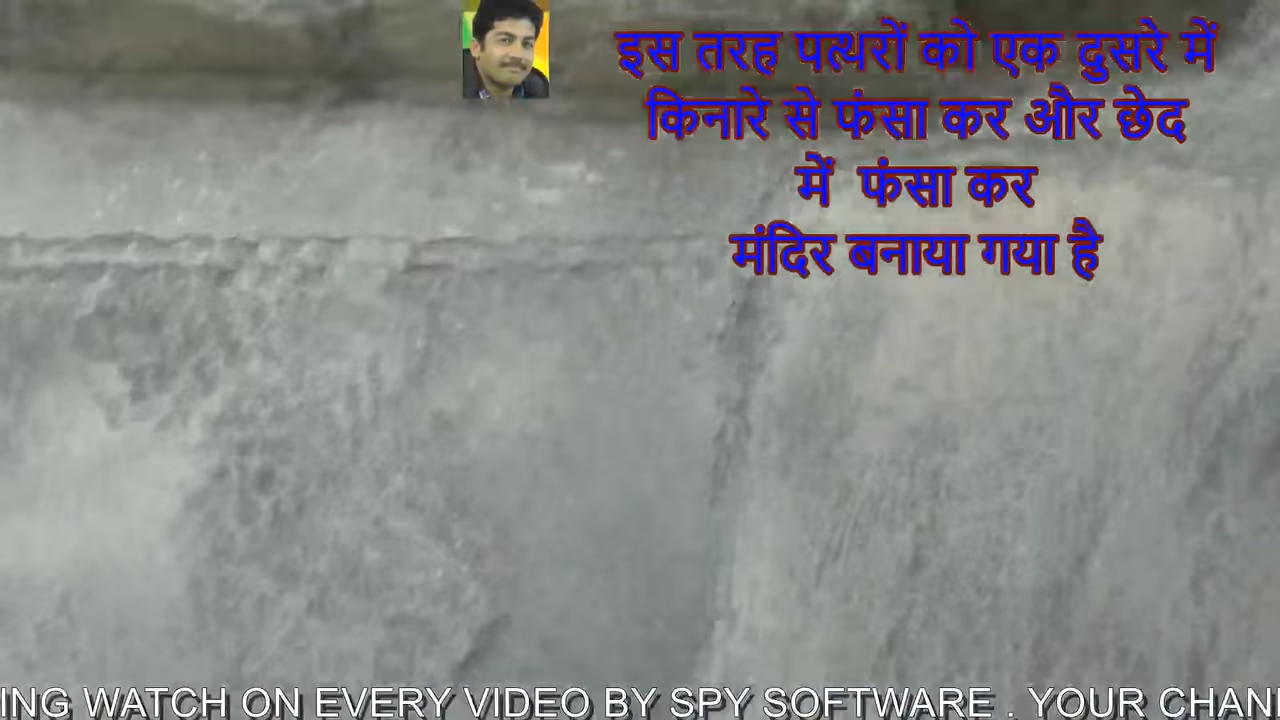 इस तरह पत्थरों को एक दुसरे में
किनारे से फंसा कर और छेद
में फंसा कर
मंदिर बनाया गया है
ING WATCH ON EVERY VIDEO BY SPY SOFTWARE . YOUR CHAN